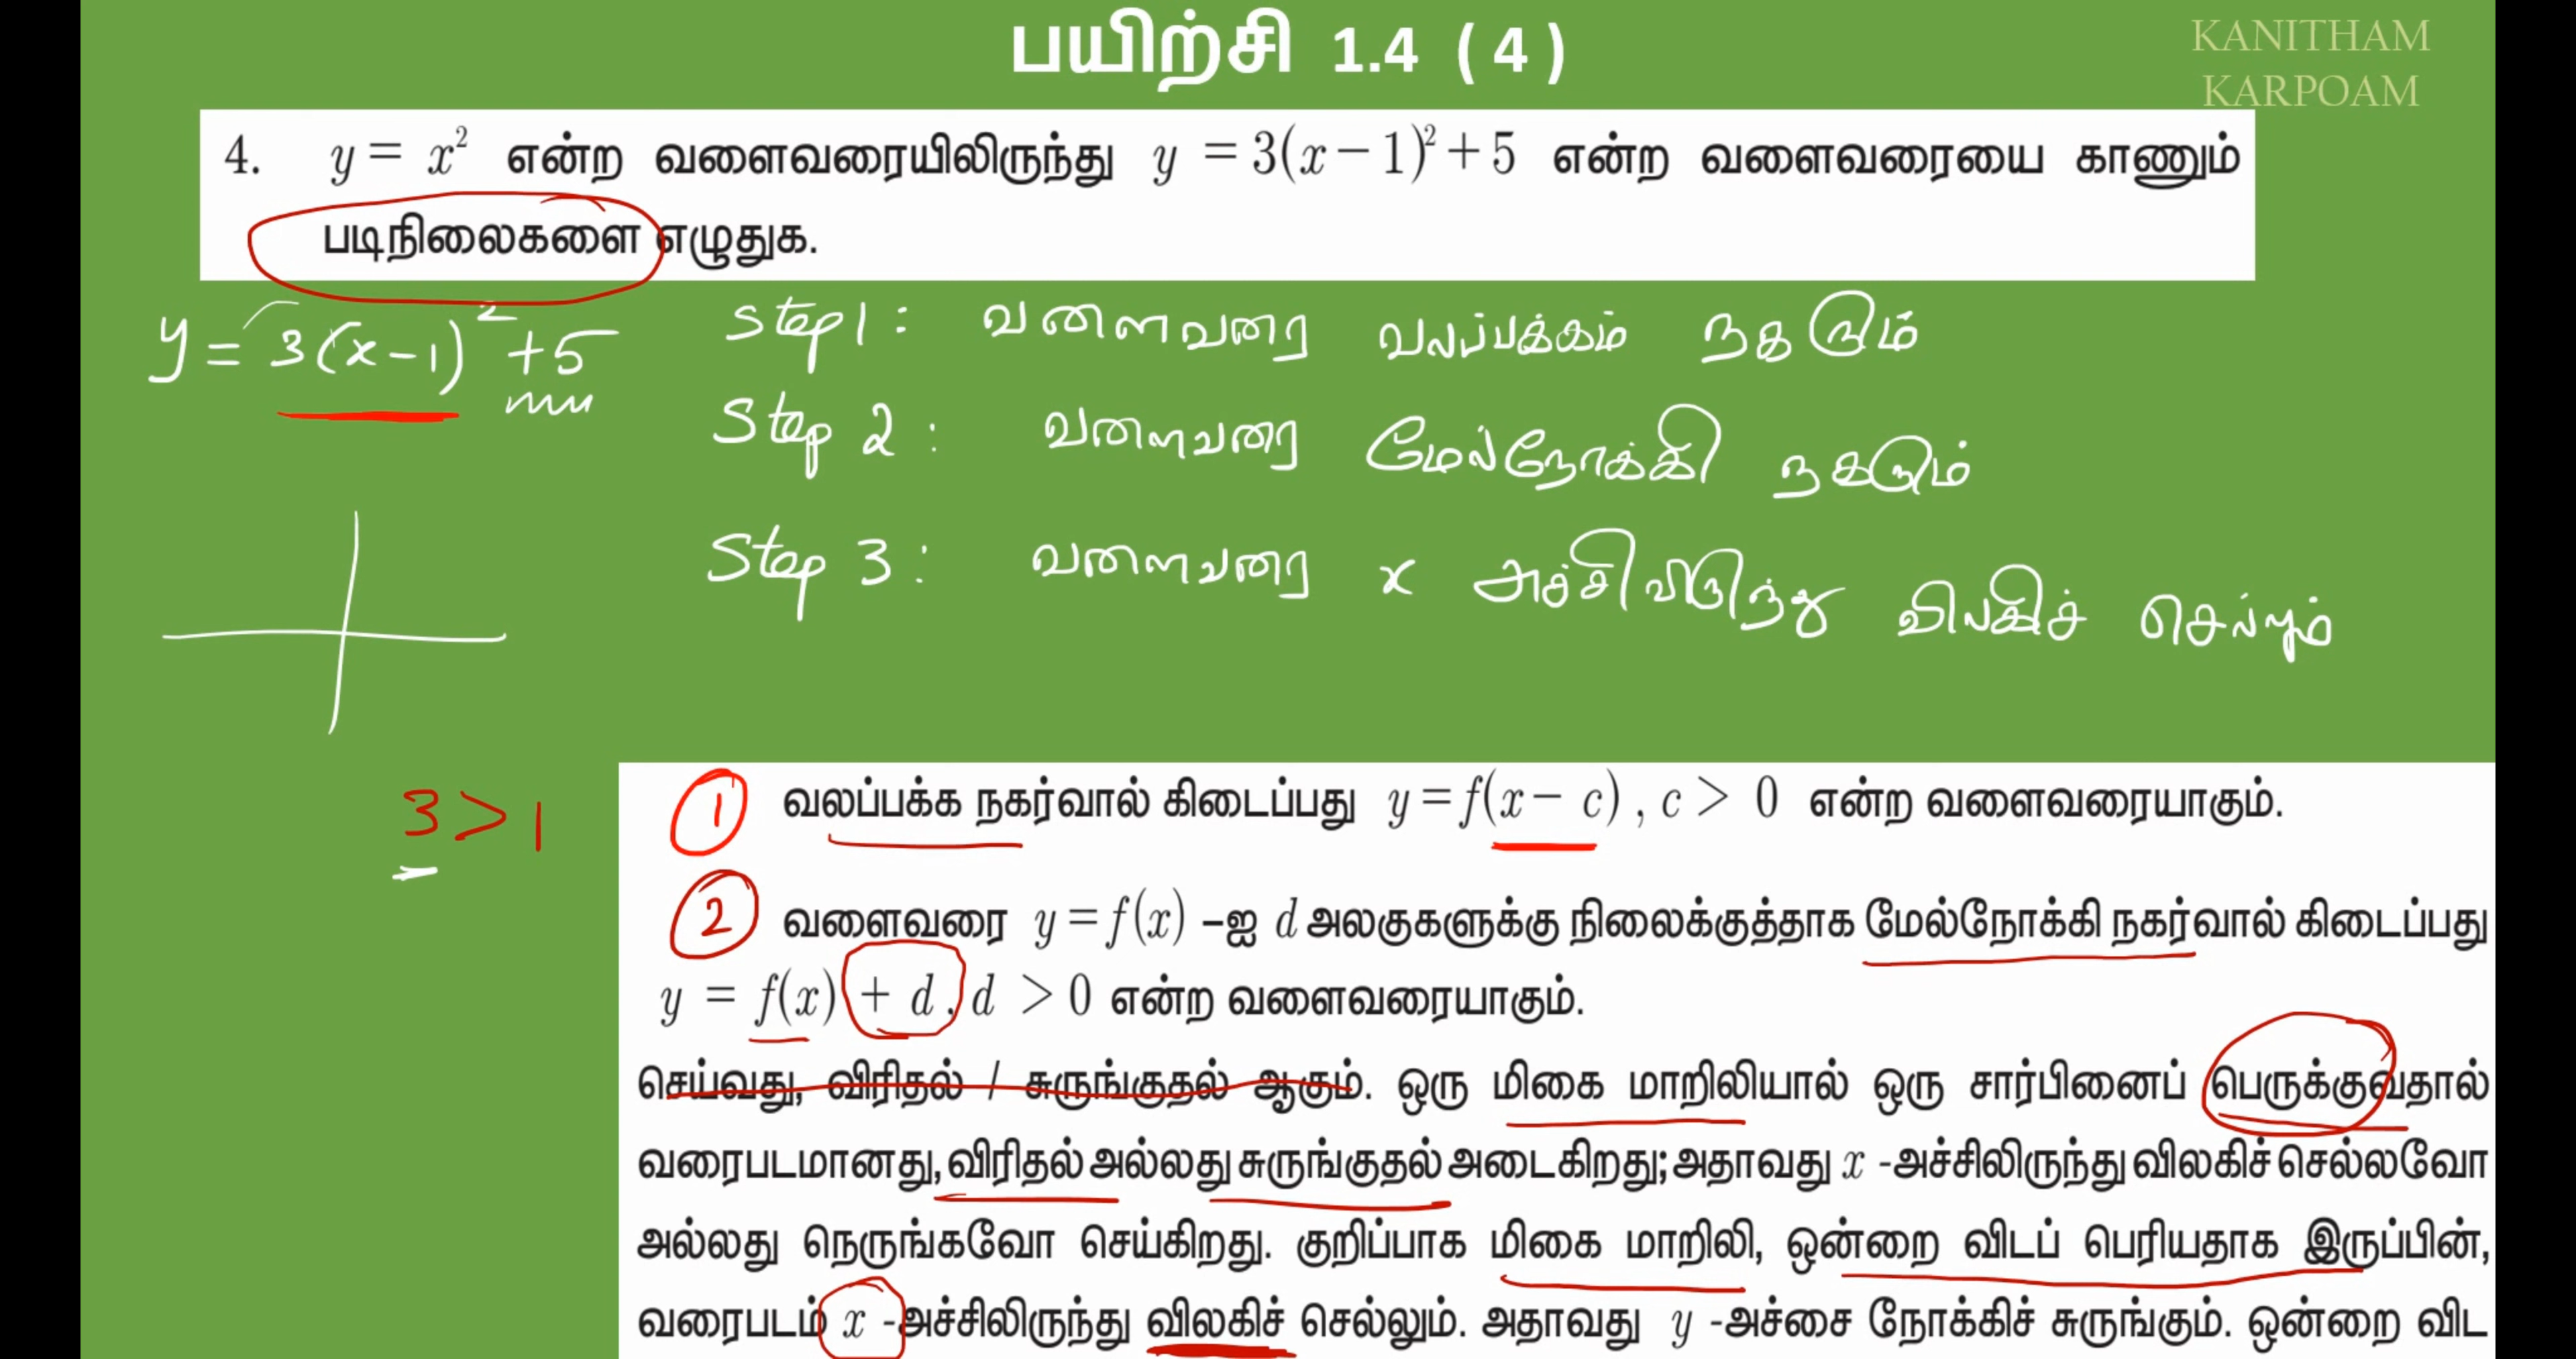 பயிற்சி 1.4 ( 4 )
KANITHAM
KARPOAM
4. y = x² என்ற வளைவரையிலிருந்து y = 3(x − 1)² + 5 என்ற வளைவரையை காணும்
படிநிலைகளை எழுதுக.
y = 3(x-1)² +5
Step1 : வளைவரை வலப்பக்கம் நகரும்
Step 2 : வளைவரை மேல்நோக்கி நகரும்
Step 3 : வளைவரை x அச்சிலிருந்து விலகிச் செல்லும்
3 > 1
1 வலப்பக்க நகர்வால் கிடைப்பது y = f(x − c) , c > 0 என்ற வளைவரையாகும்.
2 வளைவரை y = f(x) –ஐ d அலகுகளுக்கு நிலைக்குத்தாக மேல்நோக்கி நகர்வால் கிடைப்பது
y = f(x) + d , d > 0 என்ற வளைவரையாகும்.
செய்வது, விரிதல் / சுருங்குதல் ஆகும். ஒரு மிகை மாறிலியால் ஒரு சார்பினைப் பெருக்குவதால்
வரைபடமானது, விரிதல் அல்லது சுருங்குதல் அடைகிறது; அதாவது x -அச்சிலிருந்து விலகிச் செல்லவோ
அல்லது நெருங்கவோ செய்கிறது. குறிப்பாக மிகை மாறிலி, ஒன்றை விடப் பெரியதாக இருப்பின்,
வரைபடம் x -அச்சிலிருந்து விலகிச் செல்லும். அதாவது y -அச்சை நோக்கிச் சுருங்கும். ஒன்றை விட